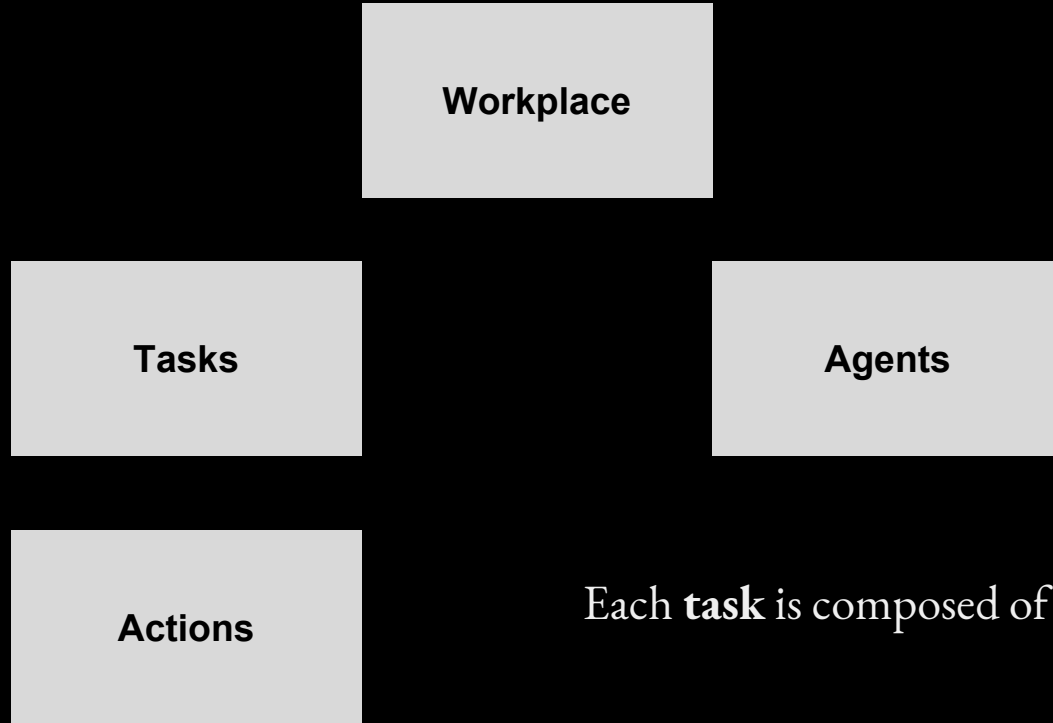 Workplace
Tasks
Agents
Actions
Each task is composed of